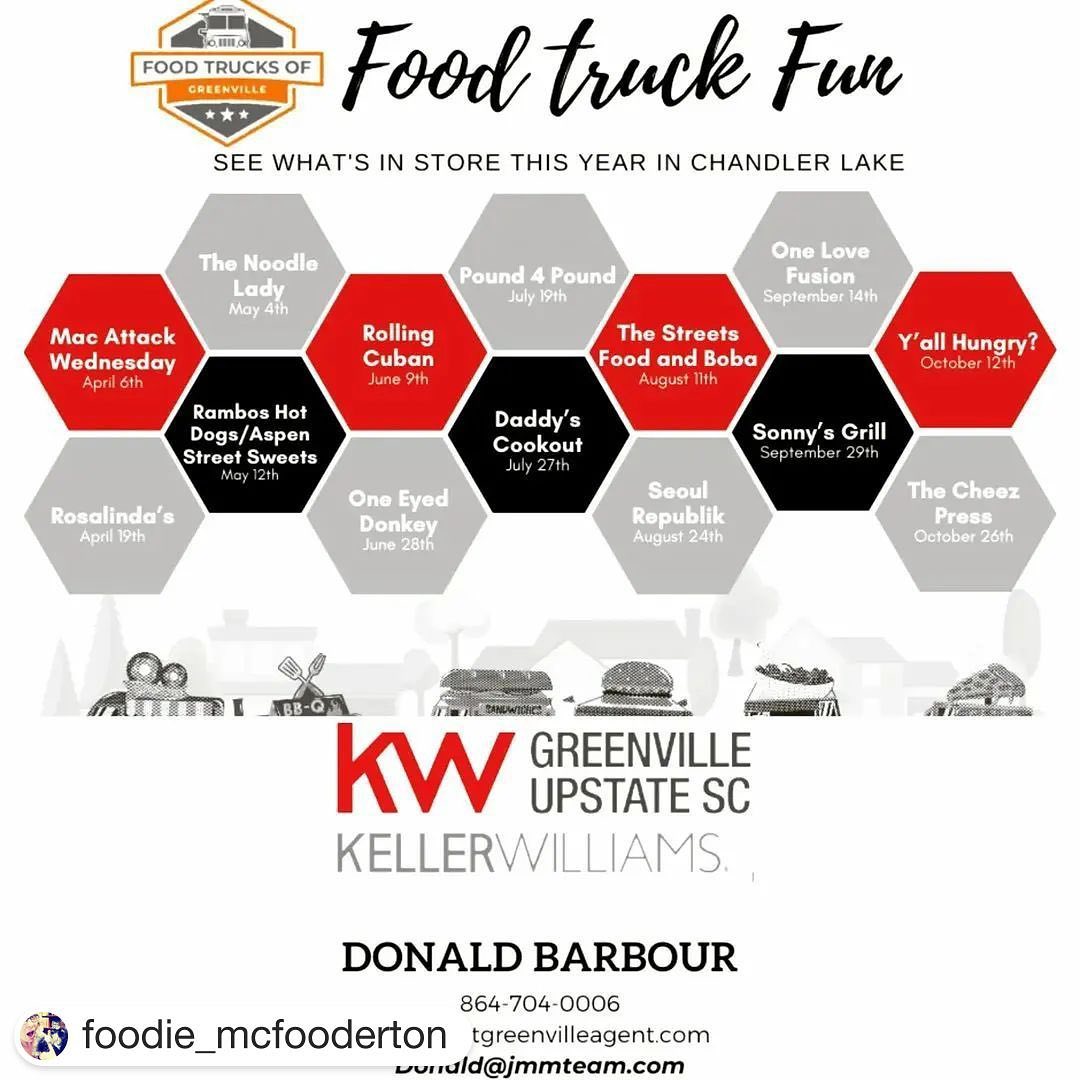 FOOD TRUCKS OF
GREENVILLE
Food truck Fun
SEE WHAT'S IN STORE THIS YEAR IN CHANDLER LAKE
Mac Attack
Wednesday
April 6th
Rosalinda's
April 19th
The Noodle
Lady
May 4th
Rambos Hot
Dogs/Aspen
Street Sweets
May 12th
Rolling
Cuban
June 9th
One Eyed
Donkey
June 28th
Pound 4 Pound
July 19th
Daddy's
Cookout
July 27th
The Streets
Food and Boba
August 11th
Seoul
Republik
August 24th
One Love
Fusion
September 14th
Sonny's Grill
September 29th
Y'all Hungry?
October 12th
The Cheez
Press
October 26th
BB-Q
SANDWICHES
KW GREENVILLE
UPSTATE SC
KELLERWILLIAMS.
DONALD BARBOUR
864-704-0006
tgreenvilleagent.com
Donald@jmmteam.com
foodie_mcfooderton